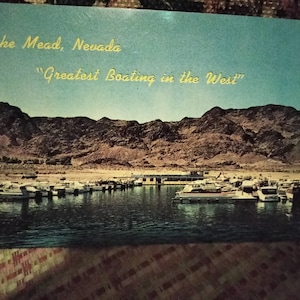 ke Mead, Nevada
"Greatest Boating in the West"